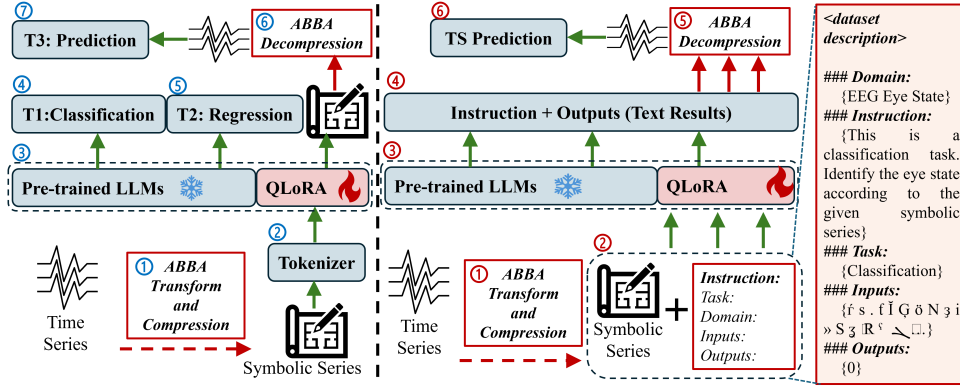 ⑦
T3: Prediction
⑥ ABBA
Decompression
④
T1:Classification
⑤
T2: Regression
③
Pre-trained LLMs
QLoRA
②
Tokenizer
① ABBA
Transform
and
Compression
Time
Series
Symbolic Series
⑥
TS Prediction
⑤ ABBA
Decompression
④
Instruction + Outputs (Text Results)
③
Pre-trained LLMs
QLoRA
① ABBA
Transform
and
Compression
Time
Series
②
Symbolic
Series
+
Instruction:
Task:
Domain:
Inputs:
Outputs:
<dataset
description>
### Domain:
{EEG Eye State}
### Instruction:
{This is a
classification task.
Identify the eye state
according to the
given symbolic
series}
### Task:
{Classification}
### Inputs:
### Outputs:
{0}